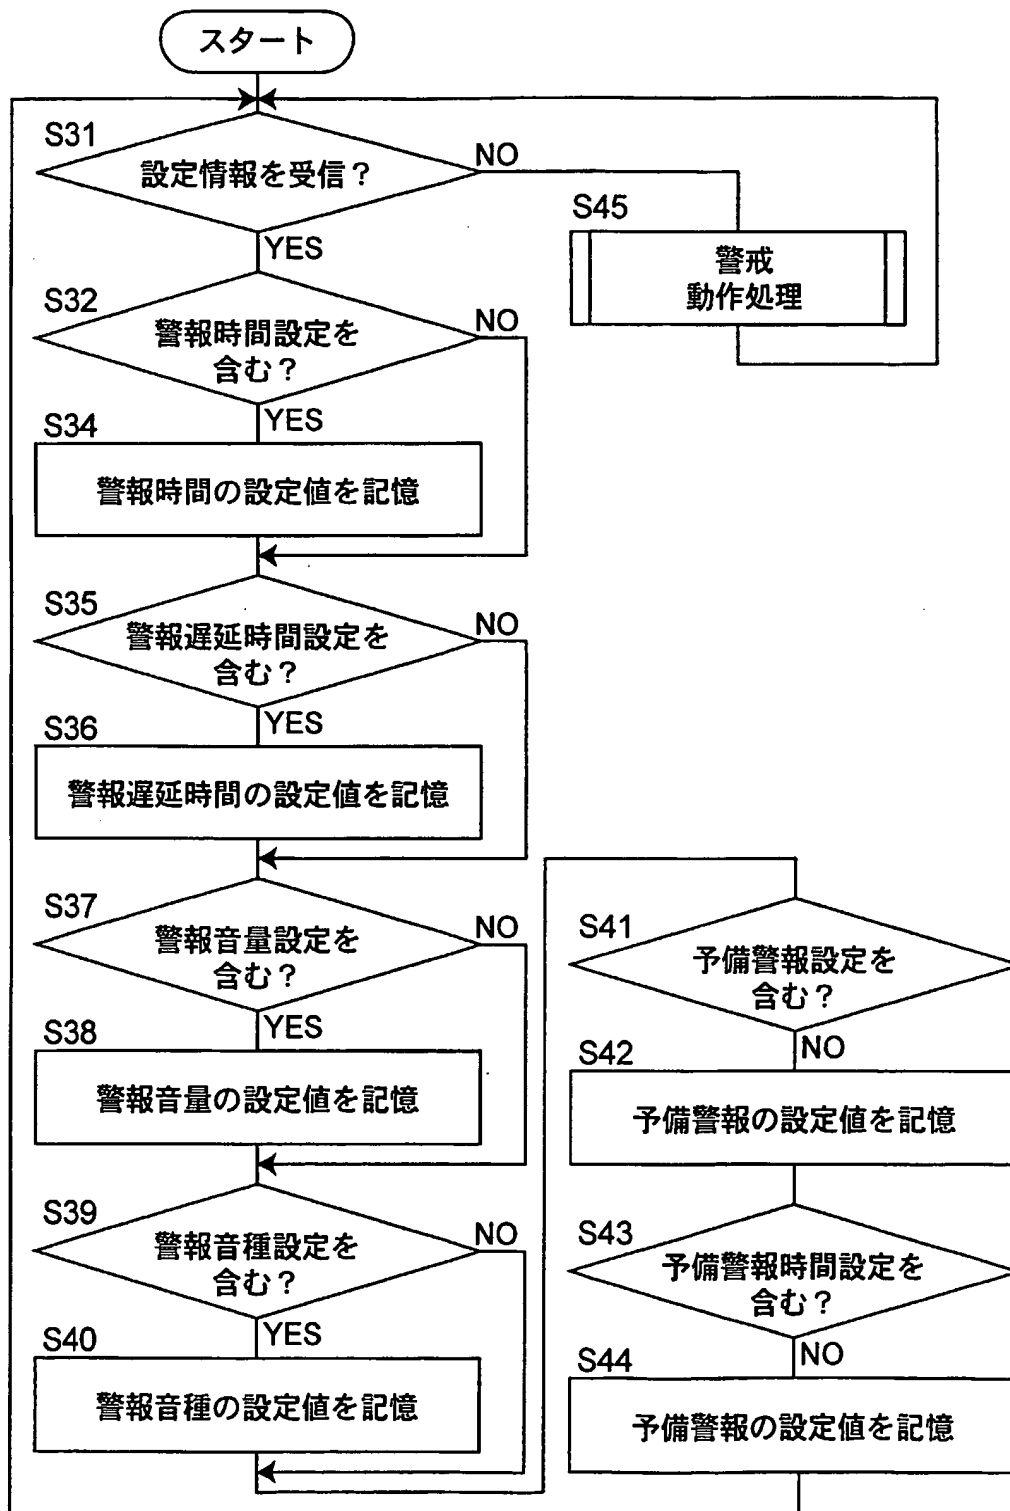 スタート
S31
設定情報を受信？
NO
YES
S45
警戒
動作処理
S32
警報時間設定を
含む？
NO
YES
S34
警報時間の設定値を記憶
S35
警報遅延時間設定を
含む？
NO
YES
S36
警報遅延時間の設定値を記憶
S37
警報音量設定を
含む？
NO
YES
S38
警報音量の設定値を記憶
S39
警報音種設定を
含む？
NO
YES
S40
警報音種の設定値を記憶
S41
予備警報設定を
含む？
NO
S42
予備警報の設定値を記憶
S43
予備警報時間設定を
含む？
NO
S44
予備警報の設定値を記憶